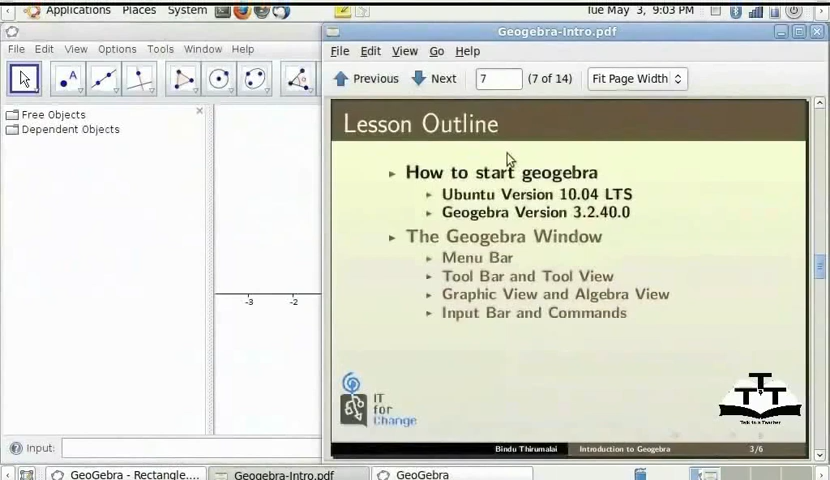 Applications Places System Tue May 3, 9:03 PM
Geogebra-Intro.pdf
File Edit View Options Tools Window Help
File Edit View Go Help
A
Previous Next 7 (7 of 14) Fit Page Width
Free Objects
Dependent Objects
Lesson Outline
How to start geogebra
Ubuntu Version 10.04 LTS
Geogebra Version 3.2.40.0
The Geogebra Window
Menu Bar
Tool Bar and Tool View
Graphic View and Algebra View
Input Bar and Commands
-3 -2
IT
for
Change
T T T
Talk to a Teacher
Input:
Bindu Thirumalai Introduction to Geogebra 3/6
GeoGebra - Rectangle.... Geogebra-Intro.pdf GeoGebra